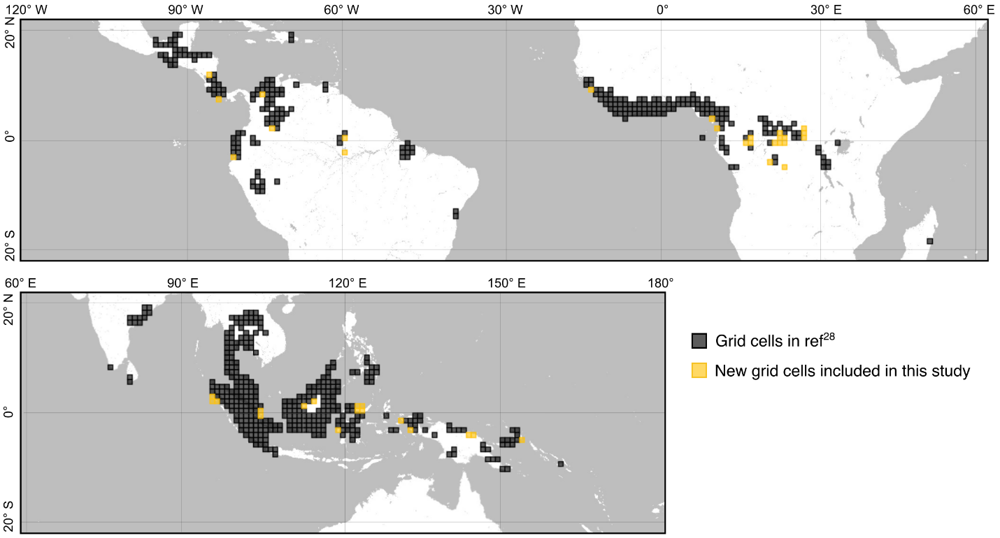 120° W 90° W 60° W 30° W 0° 30° E 60° E
20° N
0°
20° S
60° E 90° E 120° E 150° E 180°
20° N
0°
20° S
Grid cells in ref²⁸
New grid cells included in this study